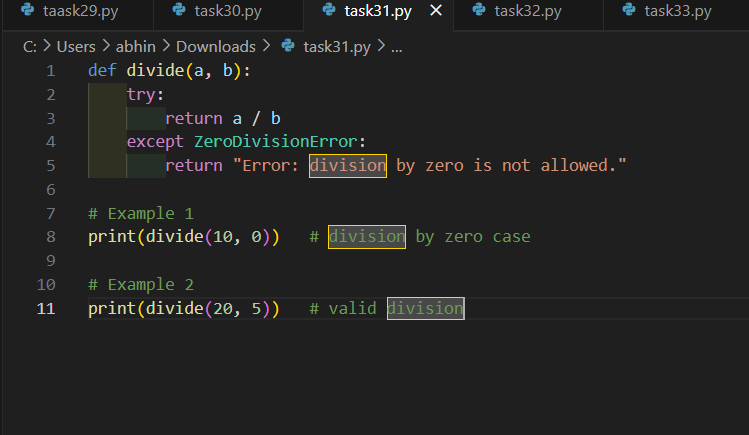 taask29.py task30.py task31.py × task32.py task33.py
C: > Users > abhin > Downloads > task31.py > ...
1 def divide(a, b):
2     try:
3         return a / b
4     except ZeroDivisionError:
5         return "Error: division by zero is not allowed."
6
7 # Example 1
8 print(divide(10, 0))   # division by zero case
9
10 # Example 2
11 print(divide(20, 5))   # valid division